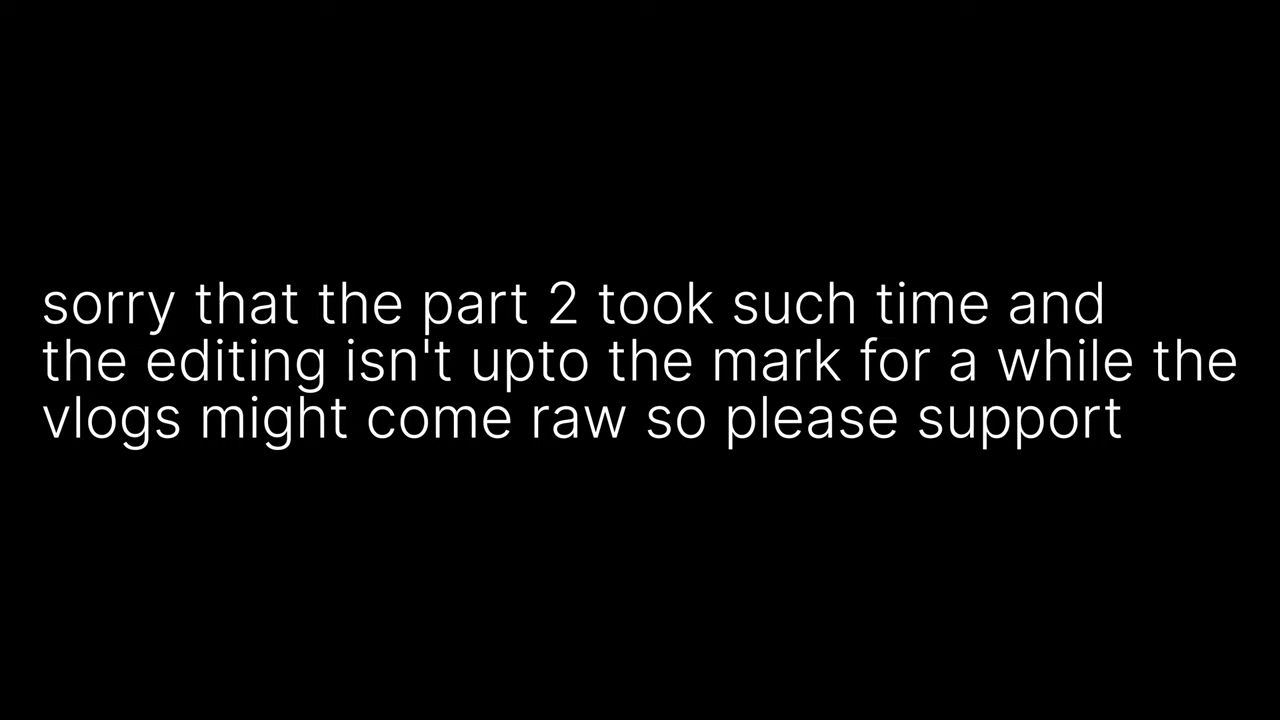 sorry that the part 2 took such time and
the editing isn't upto the mark for a while the
vlogs might come raw so please support